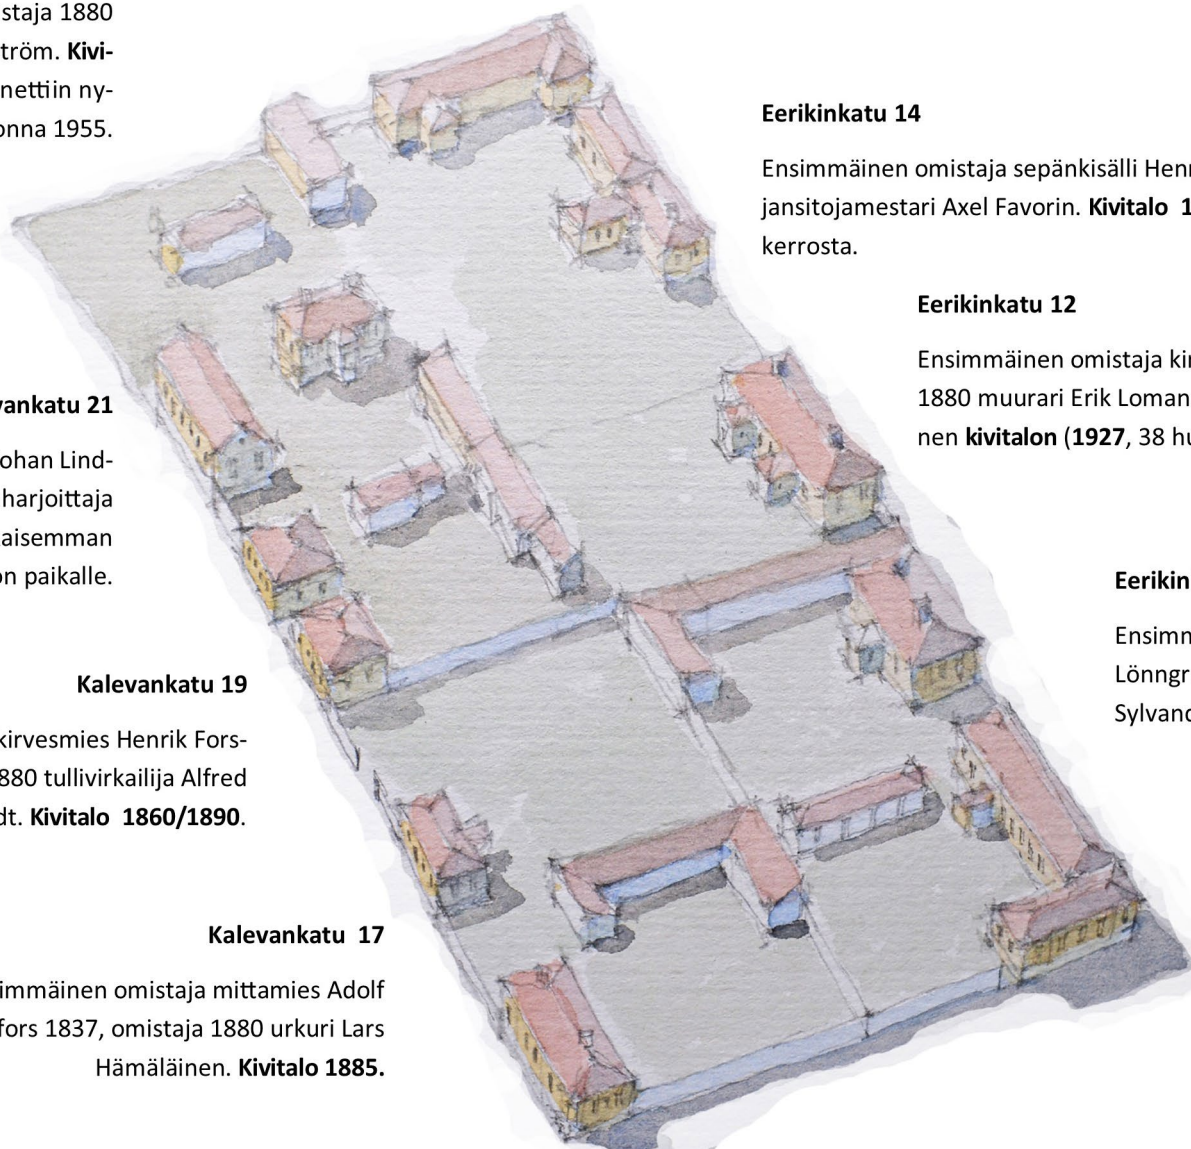 staja 1880
ström. Kivi-
nettiin ny-
onna 1955.
Eerikinkatu 14
Ensimmäinen omistaja sepänkisälli Henr
jansitojamestari Axel Favorin. Kivitalo 1
kerrosta.
Eerikinkatu 12
Ensimmäinen omistaja kir
1880 muurari Erik Loman
nen kivitalon (1927, 38 hu
vankatu 21
ohan Lind-
harjoittaja
aisemman
on paikalle.
Eerikin
Ensimm
Lönngr
Sylvand
Kalevankatu 19
kirvesmies Henrik Fors-
880 tullivirkailija Alfred
dt. Kivitalo 1860/1890.
Kalevankatu 17
immäinen omistaja mittamies Adolf
fors 1837, omistaja 1880 urkuri Lars
Hämäläinen. Kivitalo 1885.